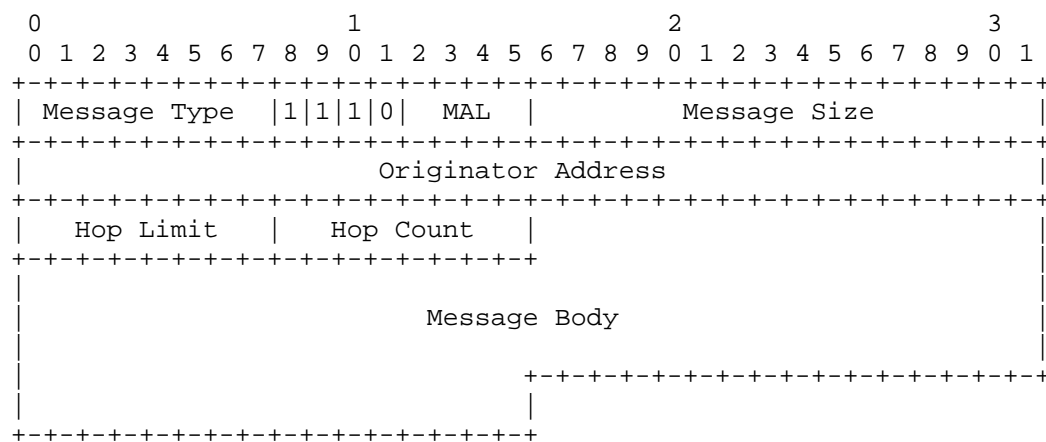 0                   1                   2                   3
 0 1 2 3 4 5 6 7 8 9 0 1 2 3 4 5 6 7 8 9 0 1 2 3 4 5 6 7 8 9 0 1
+-+-+-+-+-+-+-+-+-+-+-+-+-+-+-+-+-+-+-+-+-+-+-+-+-+-+-+-+-+-+-+-+
| Message Type  |1|1|1|0|  MAL  |         Message Size          |
+-+-+-+-+-+-+-+-+-+-+-+-+-+-+-+-+-+-+-+-+-+-+-+-+-+-+-+-+-+-+-+-+
|                      Originator Address                       |
+-+-+-+-+-+-+-+-+-+-+-+-+-+-+-+-+-+-+-+-+-+-+-+-+-+-+-+-+-+-+-+-+
|   Hop Limit   |   Hop Count   |                               |
+-+-+-+-+-+-+-+-+-+-+-+-+-+-+-+-+                               |
|                                                               |
|                         Message Body                          |
|                                                               |
|                               +-+-+-+-+-+-+-+-+-+-+-+-+-+-+-+-+
|                               |
+-+-+-+-+-+-+-+-+-+-+-+-+-+-+-+-+